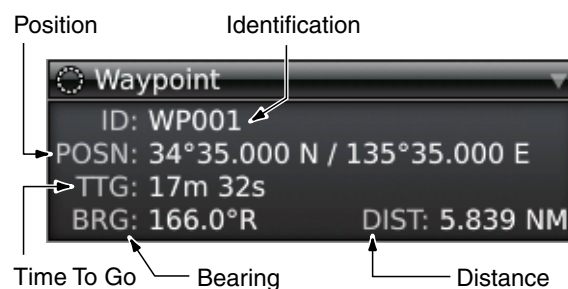 Position Identification
Waypoint
ID: WP001
POSN: 34°35.000 N / 135°35.000 E
TTG: 17m 32s
BRG: 166.0°R DIST: 5.839 NM
Time To Go Bearing Distance